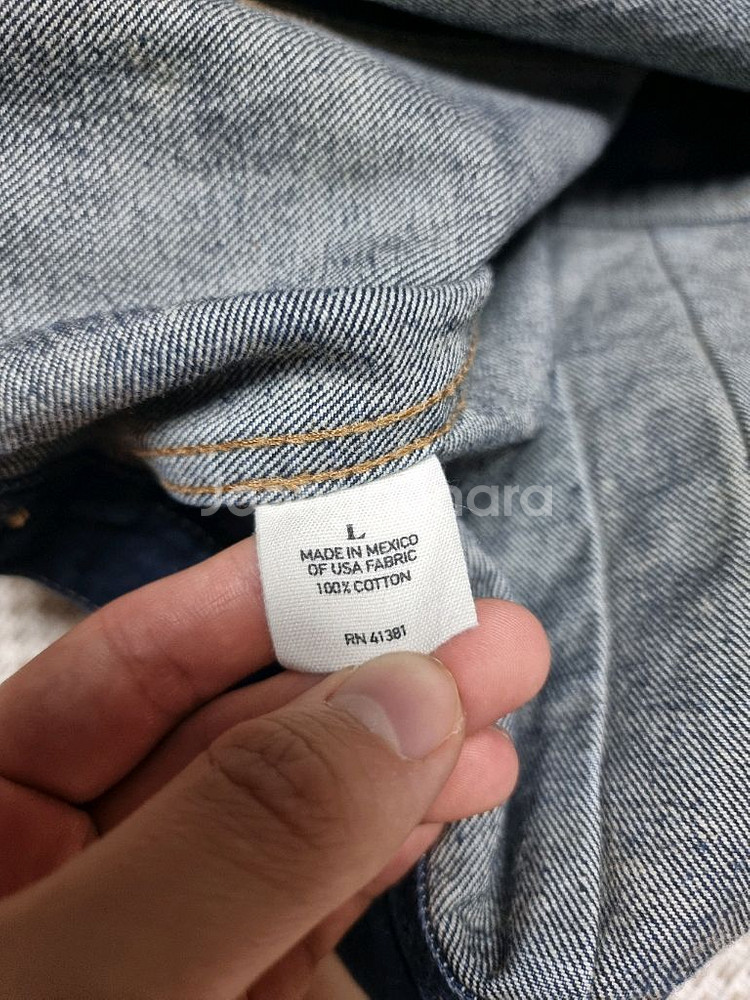 L
MADE IN MEXICO
OF USA FABRIC
100% COTTON
RN 41381